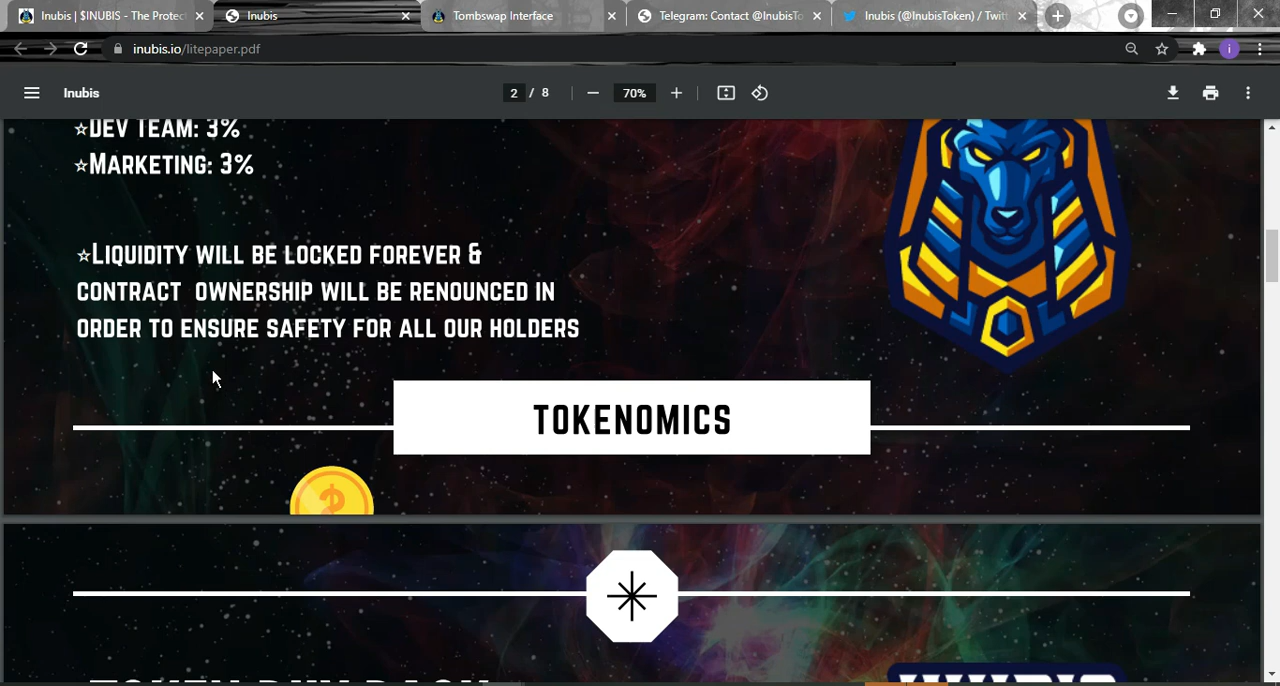 Inubis | $INUBIS - The Protect
Inubis
Tombswap Interface
Telegram: Contact @InubisTo
Inubis (@InubisToken) / Twitt
inubis.io/litepaper.pdf
i
Inubis
2 / 8
70%
☆DEV TEAM: 3%
☆MARKETING: 3%
☆LIQUIDITY WILL BE LOCKED FOREVER &
CONTRACT OWNERSHIP WILL BE RENOUNCED IN
ORDER TO ENSURE SAFETY FOR ALL OUR HOLDERS
TOKENOMICS
$